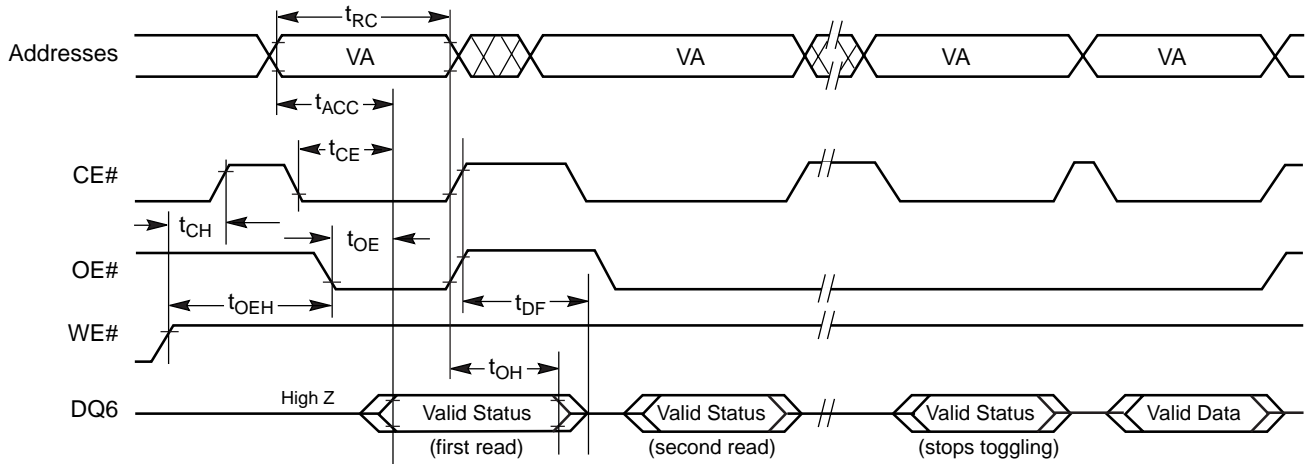 tRC
Addresses VA VA VA VA
tACC
tCE
CE#
tCH tOE
OE#
tOEH tDF
WE#
tOH
High Z
DQ6 Valid Status Valid Status Valid Status Valid Data
(first read) (second read) (stops toggling)